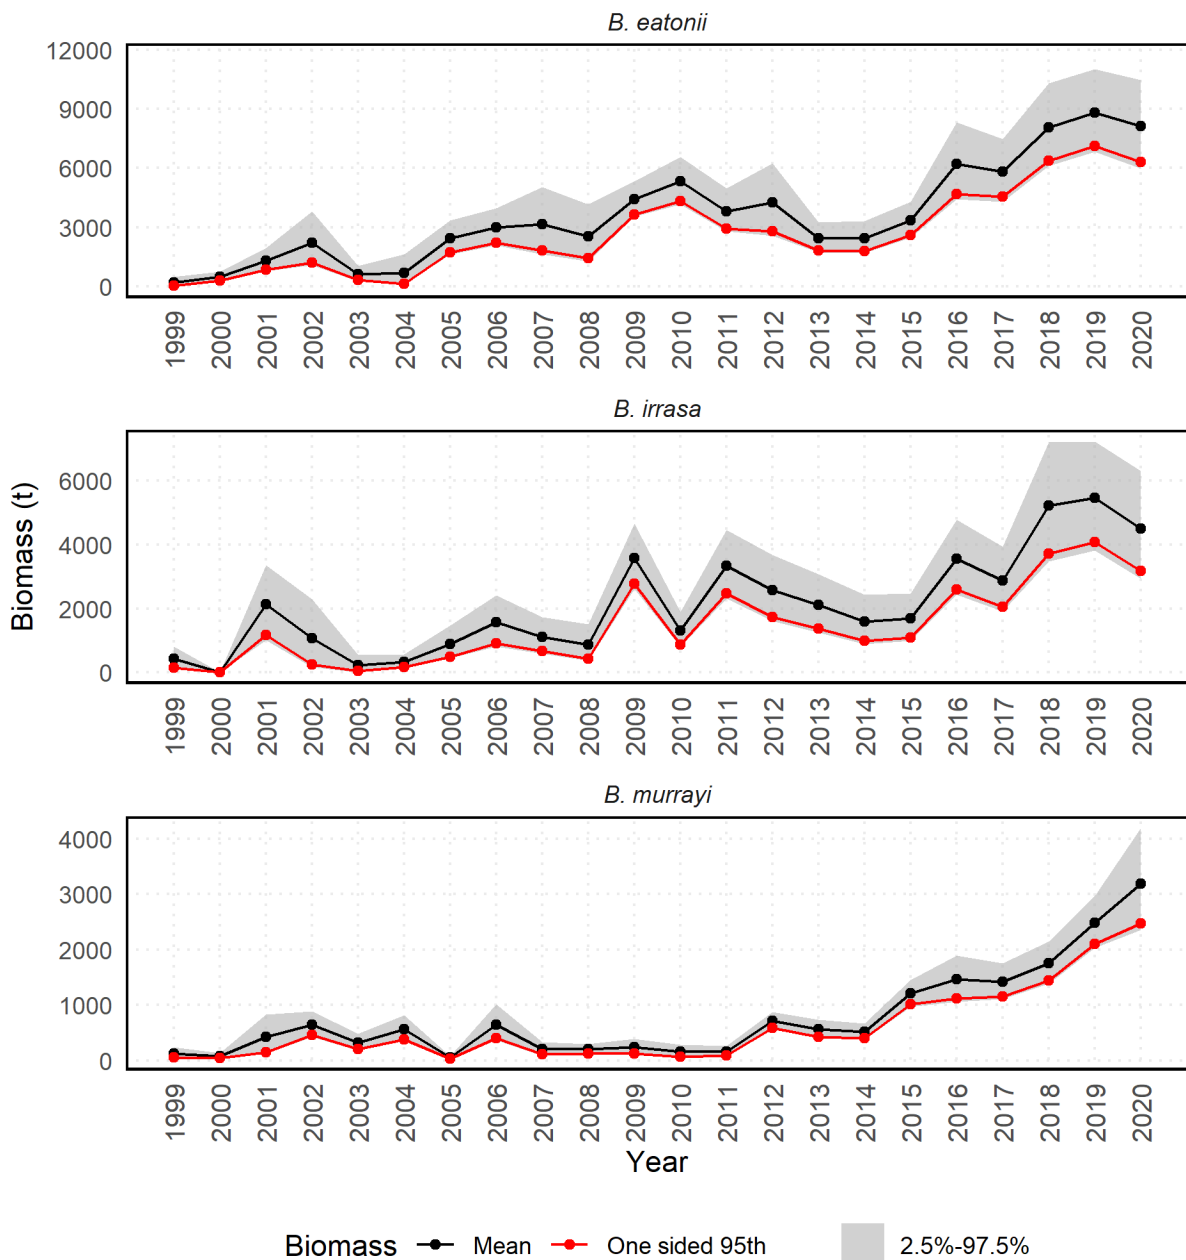 B. eatonii
12000
9000
6000
3000
0
1999 2000 2001 2002 2003 2004 2005 2006 2007 2008 2009 2010 2011 2012 2013 2014 2015 2016 2017 2018 2019 2020
B. irrasa
Biomass (t)
6000
4000
2000
0
1999 2000 2001 2002 2003 2004 2005 2006 2007 2008 2009 2010 2011 2012 2013 2014 2015 2016 2017 2018 2019 2020
B. murrayi
4000
3000
2000
1000
0
1999 2000 2001 2002 2003 2004 2005 2006 2007 2008 2009 2010 2011 2012 2013 2014 2015 2016 2017 2018 2019 2020
Year
Biomass Mean One sided 95th 2.5%-97.5%